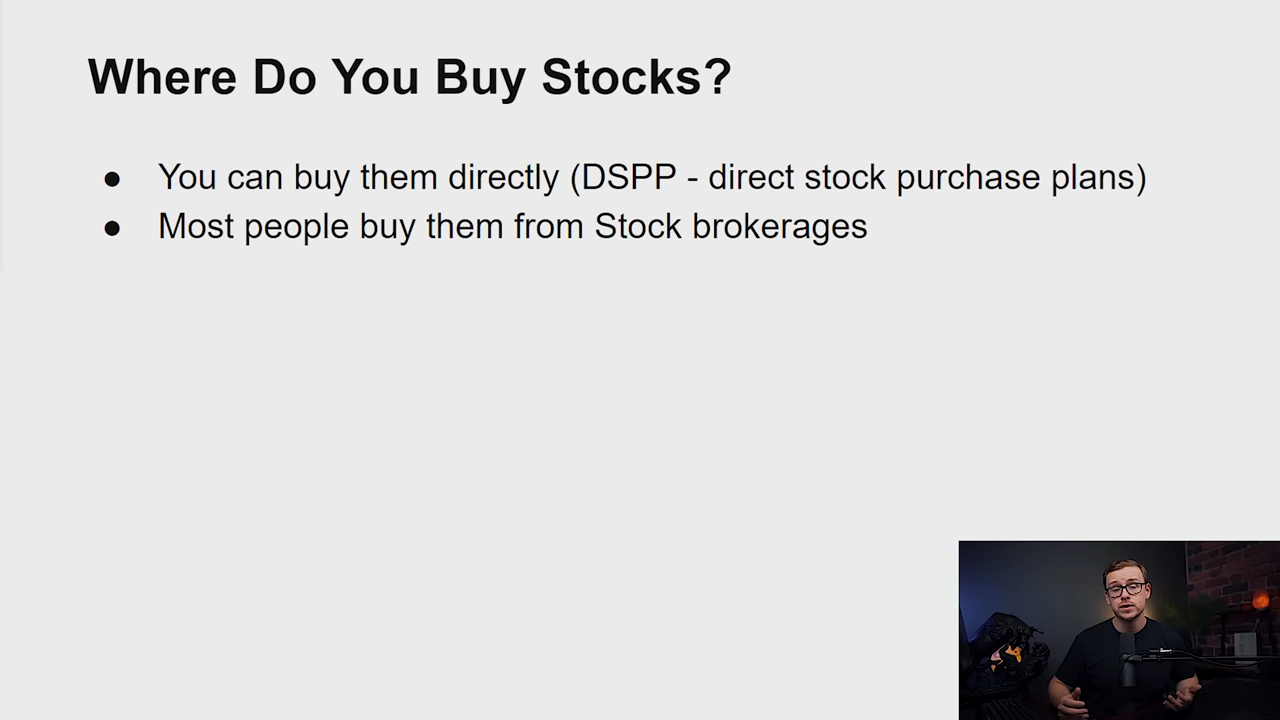 Where Do You Buy Stocks?
● You can buy them directly (DSPP - direct stock purchase plans)
● Most people buy them from Stock brokerages